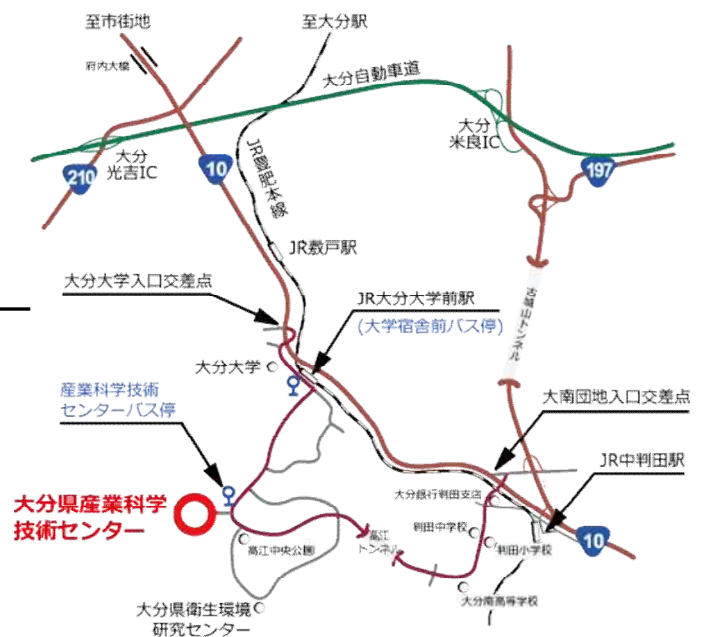 至市街地
至大分駅
府内大橋
大分自動車道
大分
光吉IC
大分
米良IC
210
10
197
JR敷戸駅
大分大学入口交差点
JR大分大学前駅
(大学宿舎前バス停)
古城山トンネル
大分大学
産業科学技術
センターバス停
大南団地入口交差点
JR中判田駅
大分銀行判田支店
大分県産業科学
技術センター
判田中学校
高江
トンネル
高江中央公園
判田小学校
10
大分南高等学校
大分県衛生環境
研究センター